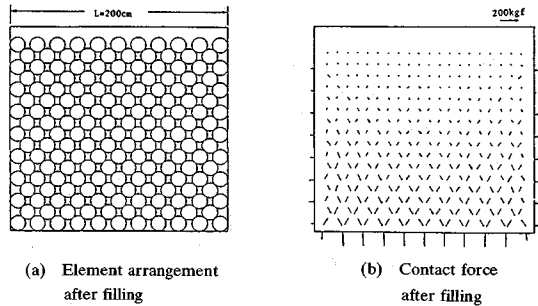 L=200cm
200kgf
(a) Element arrangement
after filling
(b) Contact force
after filling